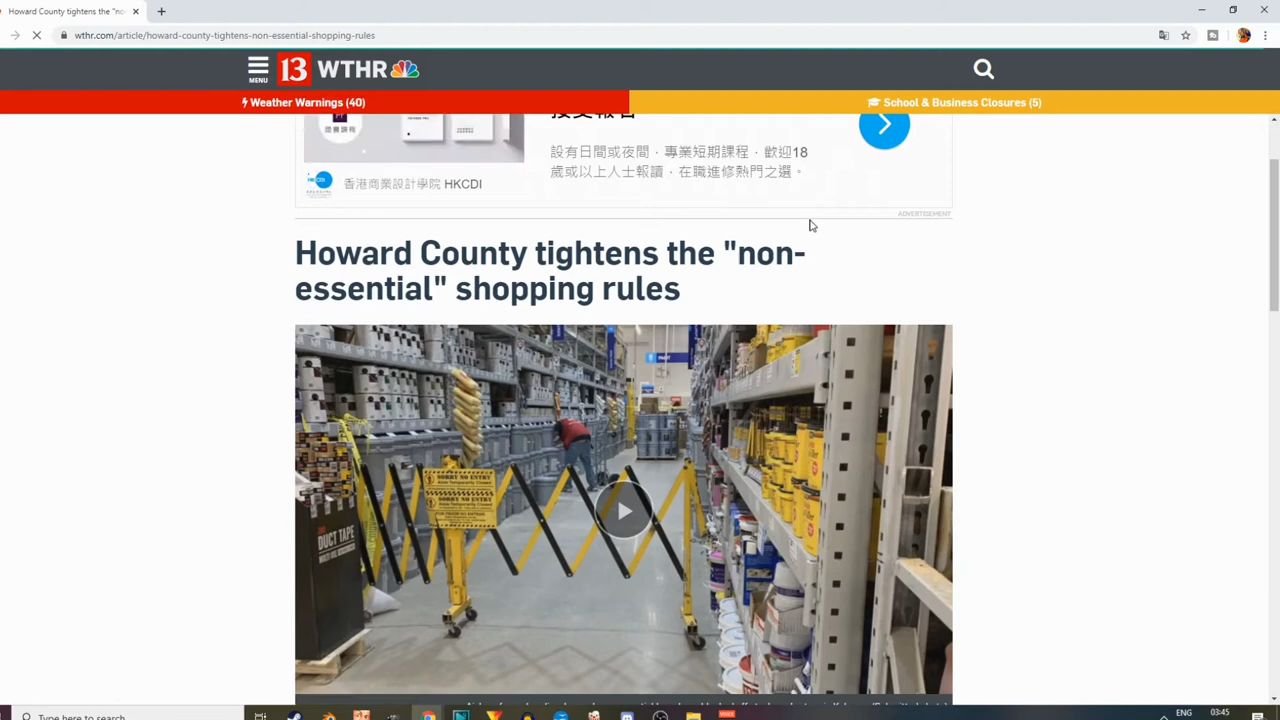 Howard County tightens the "no
wthr.com/article/howard-county-tightens-non-essential-shopping-rules
MENU
13 WTHR
Weather Warnings (40)
School & Business Closures (5)
設有日間或夜間，專業短期課程，歡迎18
歲或以上人士報讀，在職進修熱門之選。
香港商業設計學院 HKCDI
ADVERTISEMENT
Howard County tightens the "non-
essential" shopping rules
SORRY NO ENTRY
SORRY NO ENTRY
DUCT TAPE
Type here to search
ENG
03:45